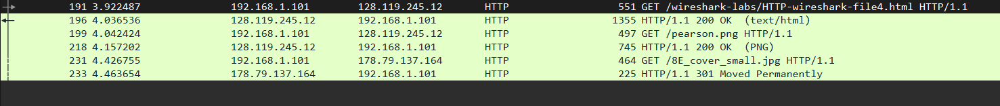 191 3.922487 192.168.1.101 128.119.245.12 HTTP 551 GET /wireshark-labs/HTTP-wireshark-file4.html HTTP/1.1
196 4.036536 128.119.245.12 192.168.1.101 HTTP 1355 HTTP/1.1 200 OK (text/html)
199 4.042424 192.168.1.101 128.119.245.12 HTTP 497 GET /pearson.png HTTP/1.1
218 4.157202 128.119.245.12 192.168.1.101 HTTP 745 HTTP/1.1 200 OK (PNG)
231 4.426755 192.168.1.101 178.79.137.164 HTTP 464 GET /8E_cover_small.jpg HTTP/1.1
233 4.463654 178.79.137.164 192.168.1.101 HTTP 225 HTTP/1.1 301 Moved Permanently